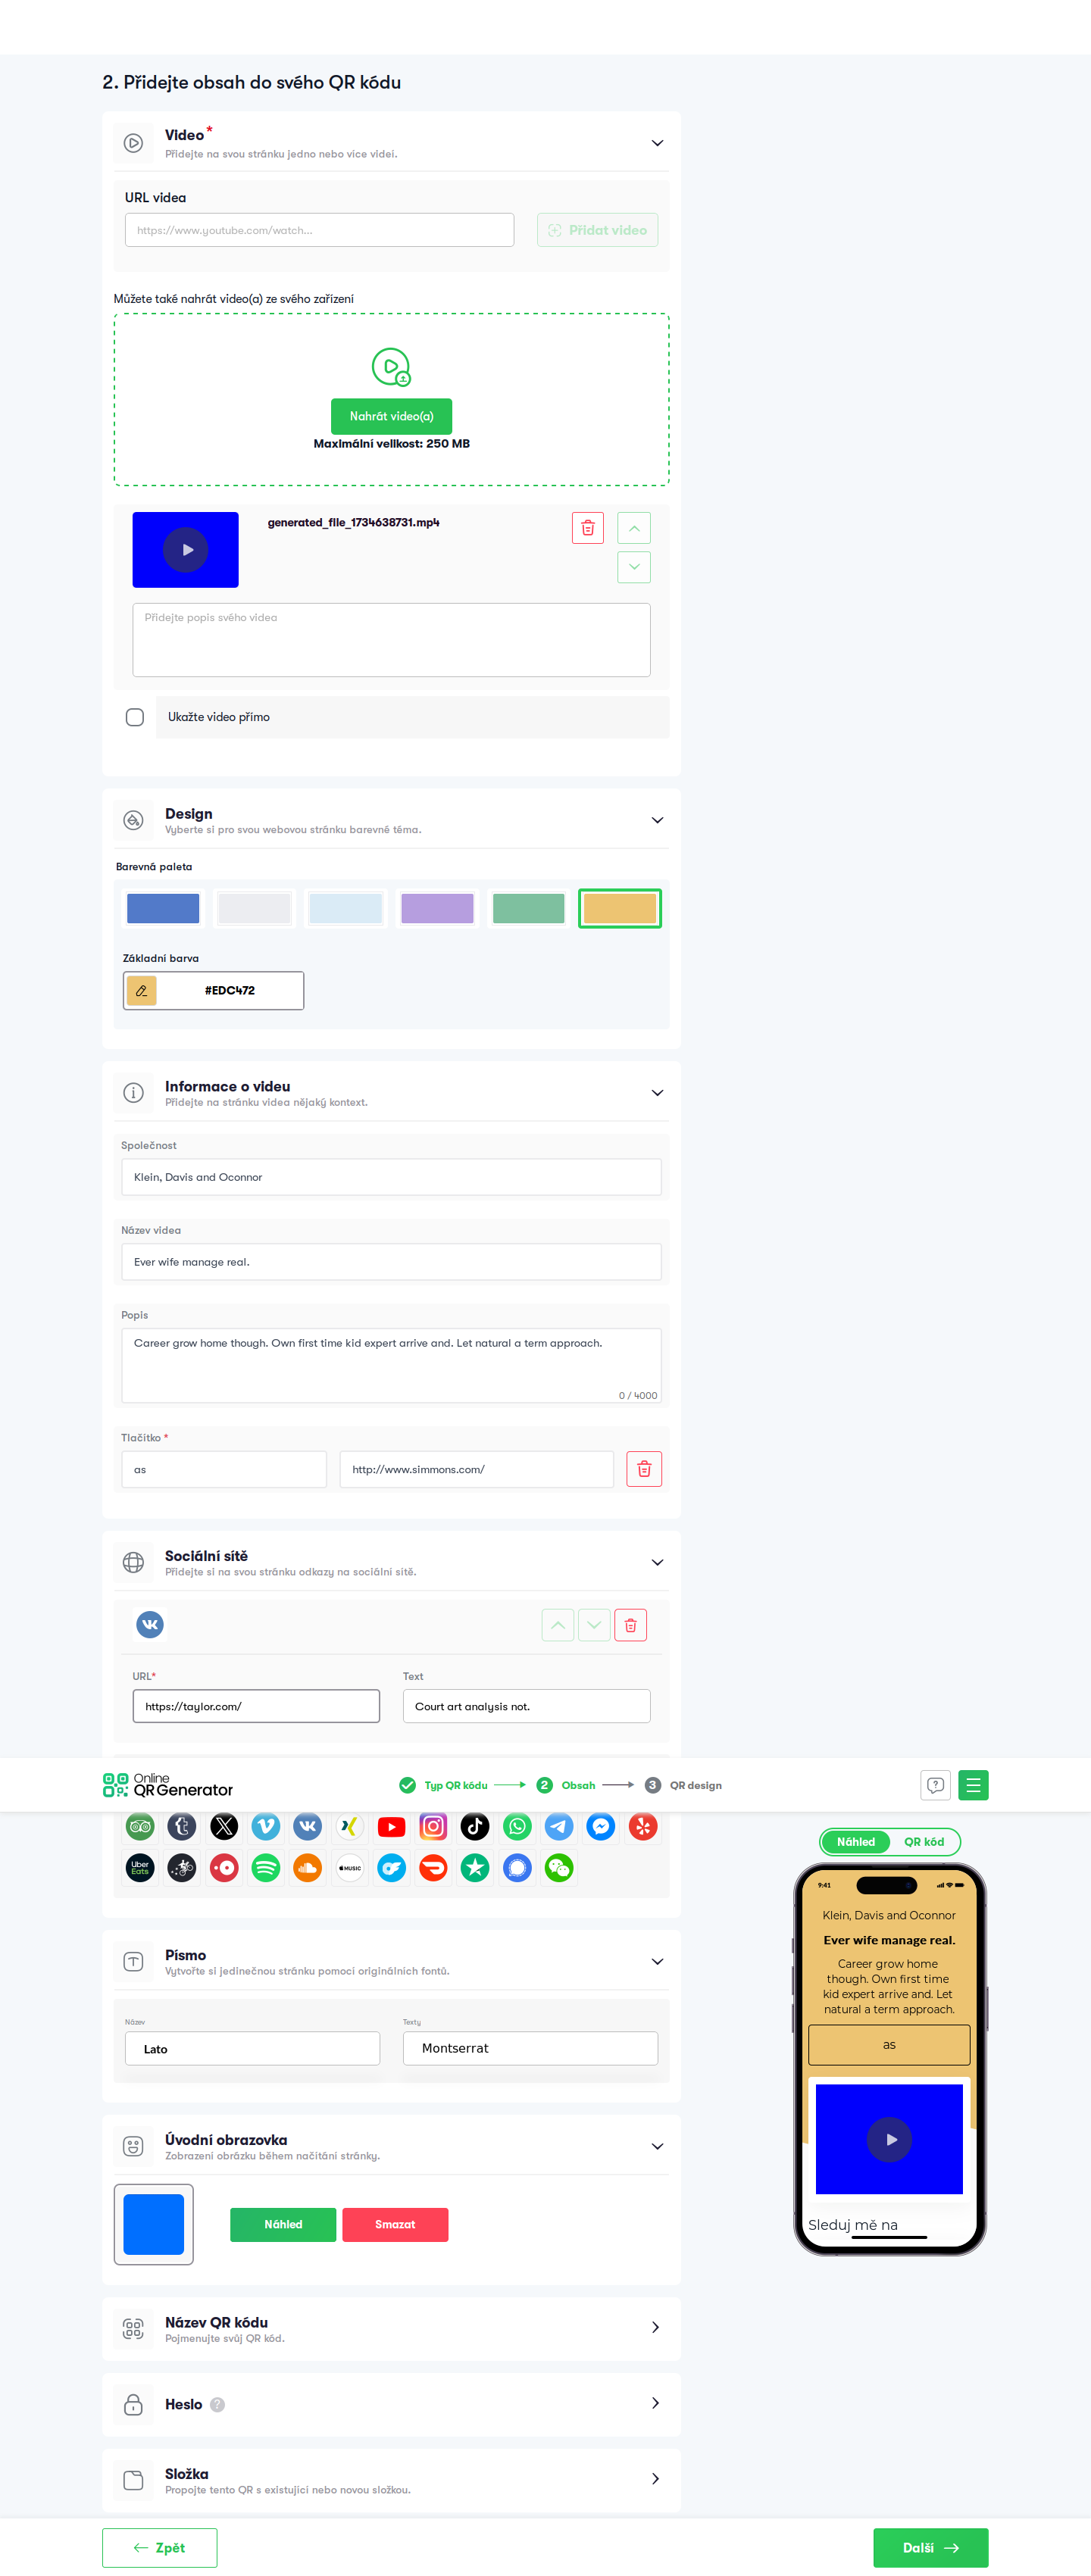 2. Přidejte obsah do svého QR kódu
Video *
Přidejte na svou stránku jedno nebo více videí.
URL videa
https://www.youtube.com/watch...
Přidat video
Můžete také nahrát video(a) ze svého zařízení
Nahrát video(a)
Maximální velikost: 250 MB
generated_file_1734638731.mp4
Přidejte popis svého videa
Ukažte video přímo
Design
Vyberte si pro svou webovou stránku barevné téma.
Barevná paleta
Základní barva
#EDC472
Informace o videu
Přidejte na stránku videa nějaký kontext.
Společnost
Klein, Davis and Oconnor
Název videa
Ever wife manage real.
Popis
Career grow home though. Own first time kid expert arrive and. Let natural a term approach.
0 / 4000
Tlačítko *
as
http://www.simmons.com/
Sociální sítě
Přidejte si na svou stránku odkazy na sociální sítě.
URL*
Text
https://taylor.com/
Court art analysis not.
Online
QR Generator
Typ QR kódu
2 Obsah
3 QR design
Uber
Eats
MUSIC
Náhled
QR kód
9:41
Klein, Davis and Oconnor
Ever wife manage real.
Career grow home
though. Own first time
kid expert arrive and. Let
natural a term approach.
as
Sleduj mě na
Písmo
Vytvořte si jedinečnou stránku pomocí originálních fontů.
Název
Texty
Lato
Montserrat
Úvodní obrazovka
Zobrazení obrázku během načítání stránky.
Náhled
Smazat
Název QR kódu
Pojmenujte svůj QR kód.
Heslo ?
Složka
Propojte tento QR s existující nebo novou složkou.
Zpět
Další